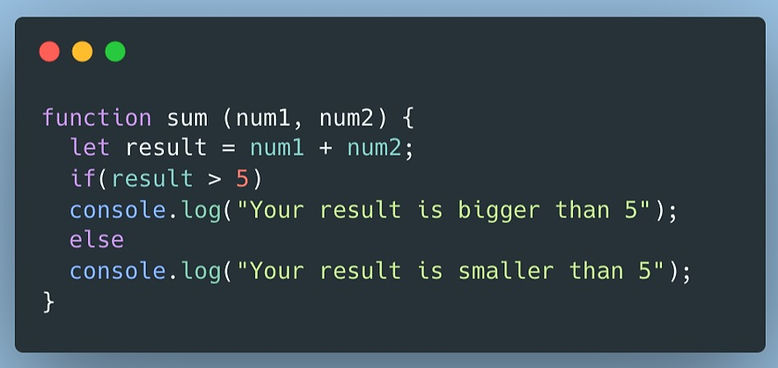 function sum (num1, num2) {
  let result = num1 + num2;
  if(result > 5)
  console.log("Your result is bigger than 5");
  else
  console.log("Your result is smaller than 5");
}